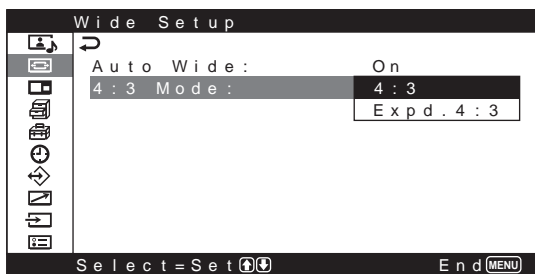 Wide Setup
Auto Wide: On
4:3 Mode: 4:3
Expd.4:3
Select=Set End MENU